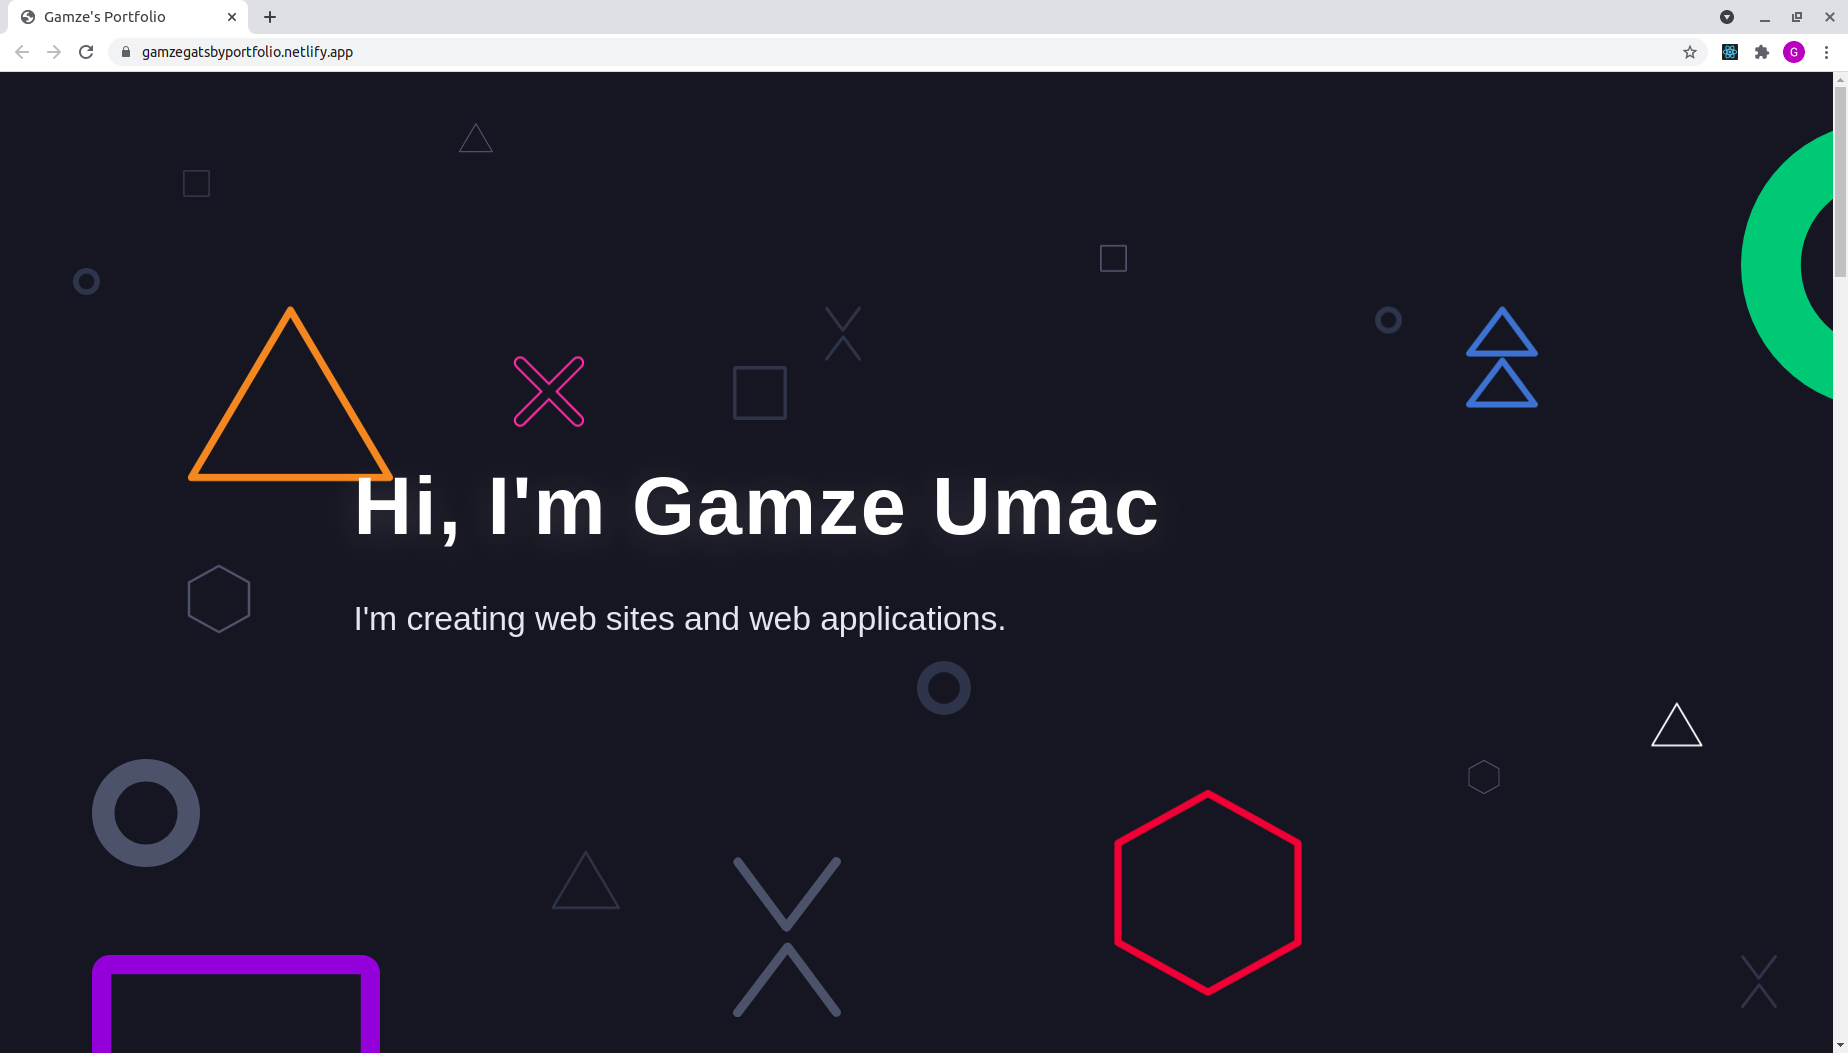 Gamze's Portfolio
gamzegatsbyportfolio.netlify.app
G
Hi, I'm Gamze Umac
I'm creating web sites and web applications.